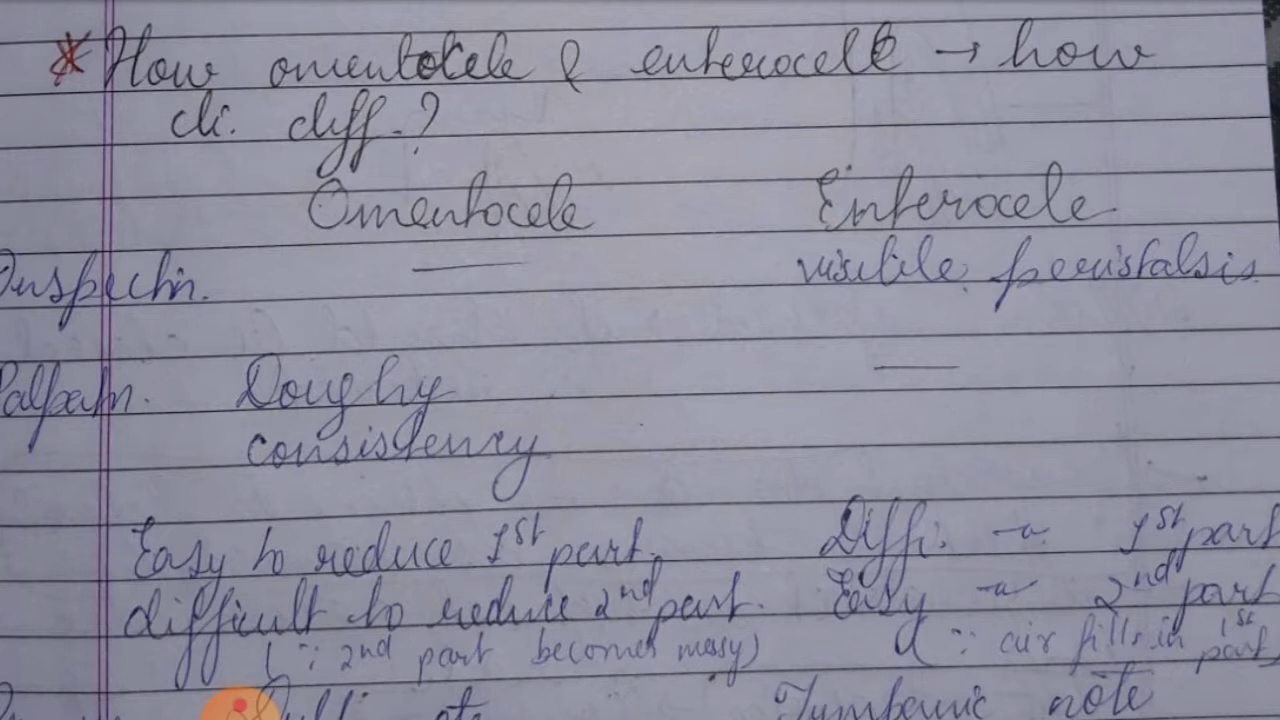 * How omentocele & enterocele → how
cli. diff.?
Omentocele Enterocele
Inspectin. — visible peristalsis
Palpatn. Doughy —
consistency
Easy to reduce 1st part. Diffi. –"– 1st part
difficult to reduce 2nd part. Easy –"– 2nd part
(∵ 2nd part becomes massy) (∵ air fills in 1st part
Tympanic note